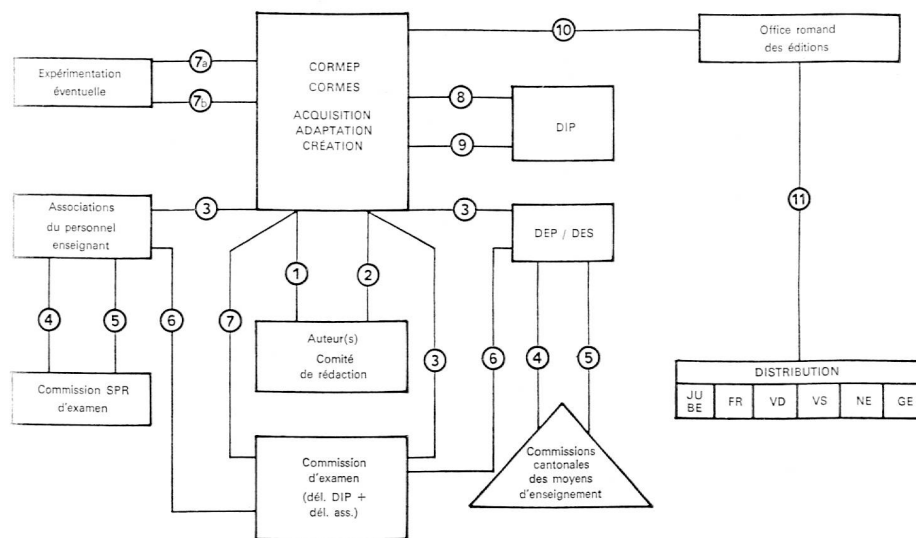 CORMEP
CORMES
ACQUISITION
ADAPTATION
CRÉATION
10
Office romand
des éditions
Expérimentation
éventuelle
7a
7b
8
9
DIP
Associations
du personnel
enseignant
3
3
DEP / DES
11
1
2
4
5
6
7
3
6
4
5
Auteur(s)
Comité
de rédaction
Commission SPR
d'examen
DISTRIBUTION
JU
BE
FR
VD
VS
NE
GE
Commission
d'examen
(dél. DIP +
dél. ass.)
Commissions
cantonales
des moyens
d'enseignement